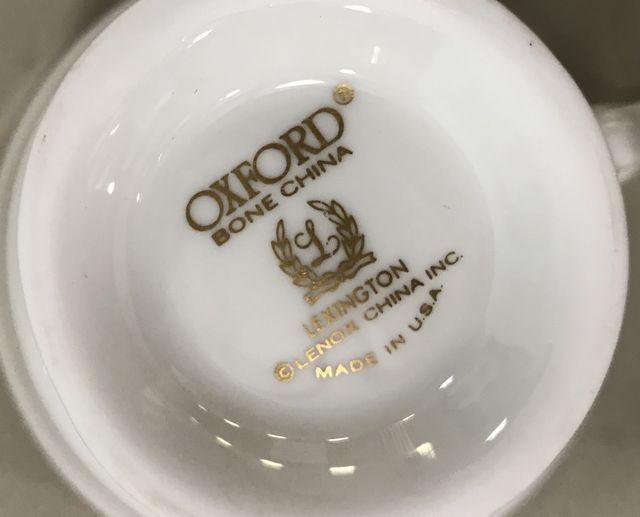 OXFORD®
BONE CHINA
L
LEXINGTON
© LENOX CHINA INC.
MADE IN U.S.A.